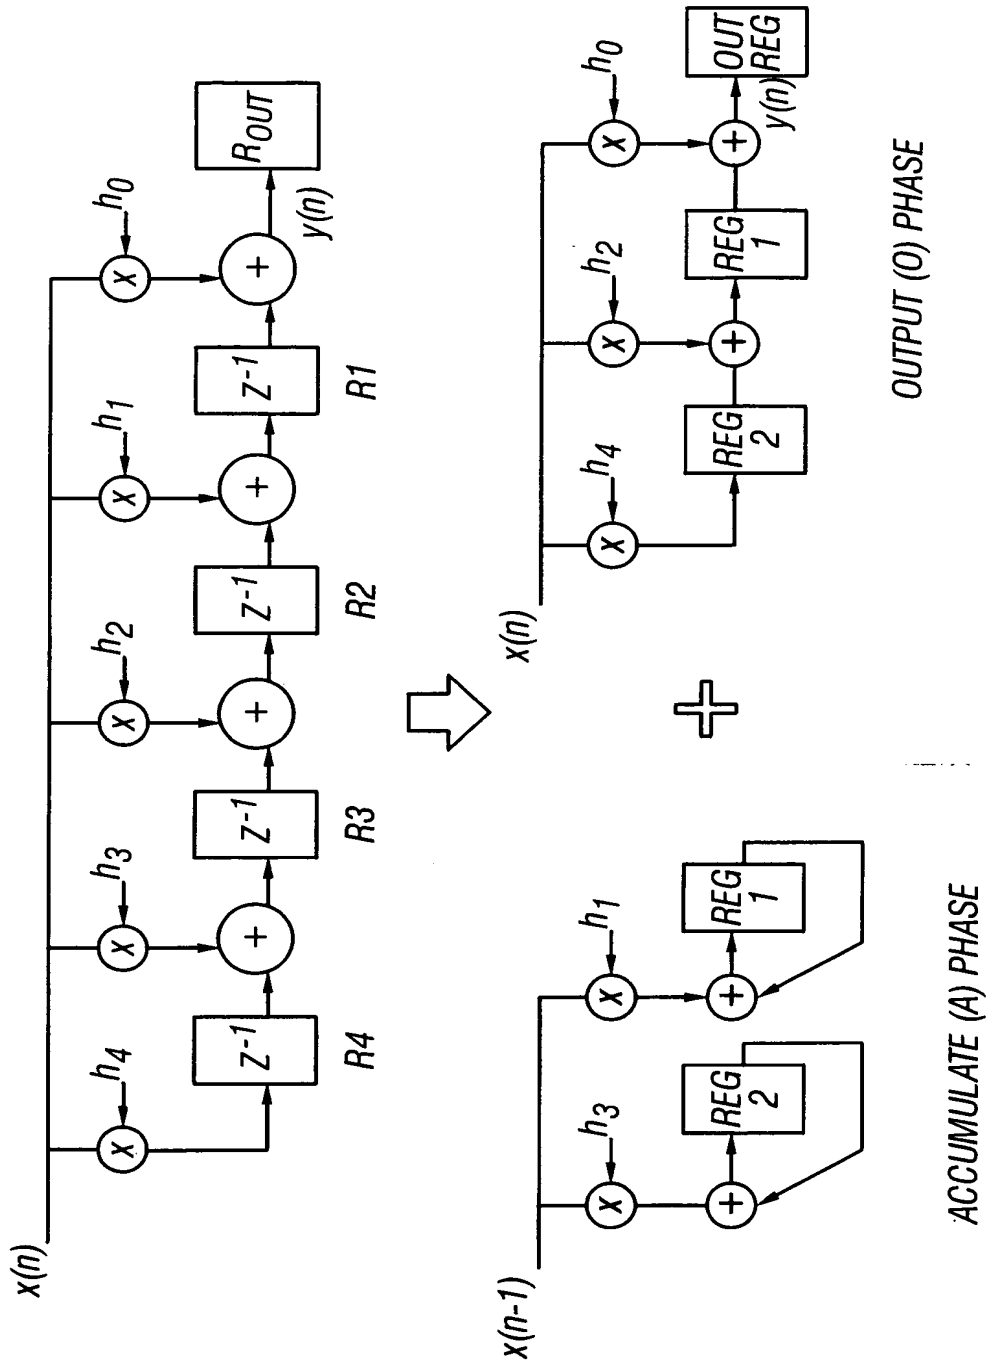 x(n)
h4 h3 h2 h1 h0
X X X X X
+ + + +
Z-1 Z-1 Z-1 Z-1 ROUT
y(n)
R4 R3 R2 R1
x(n-1)
h3 h1
X X
+ +
REG 2
REG 1
ACCUMULATE (A) PHASE
x(n)
h4 h2 h0
X X X
+ +
REG 2
REG 1
OUT REG
y(n)
OUTPUT (O) PHASE